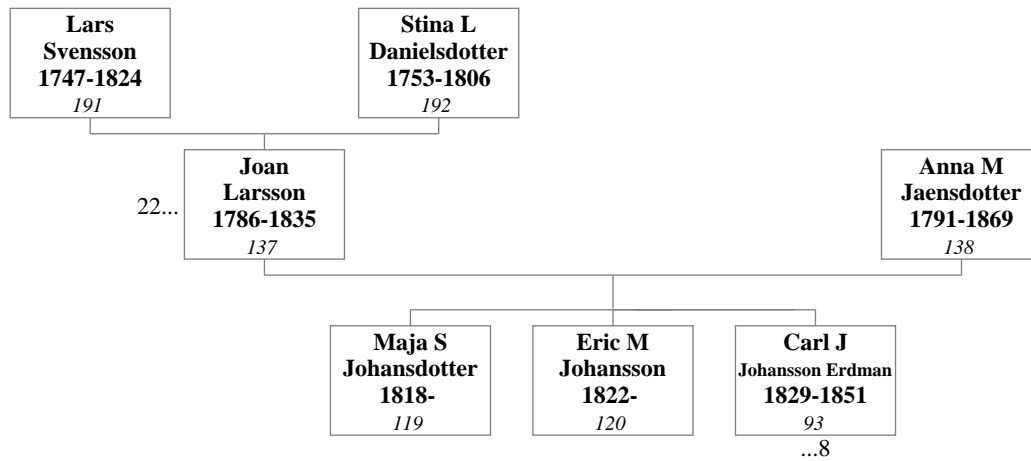 Lars
Svensson
1747-1824
191
Stina L
Danielsdotter
1753-1806
192
22...
Joan
Larsson
1786-1835
137
Anna M
Jaensdotter
1791-1869
138
Maja S
Johansdotter
1818-
119
Eric M
Johansson
1822-
120
Carl J
Johansson Erdman
1829-1851
93
...8